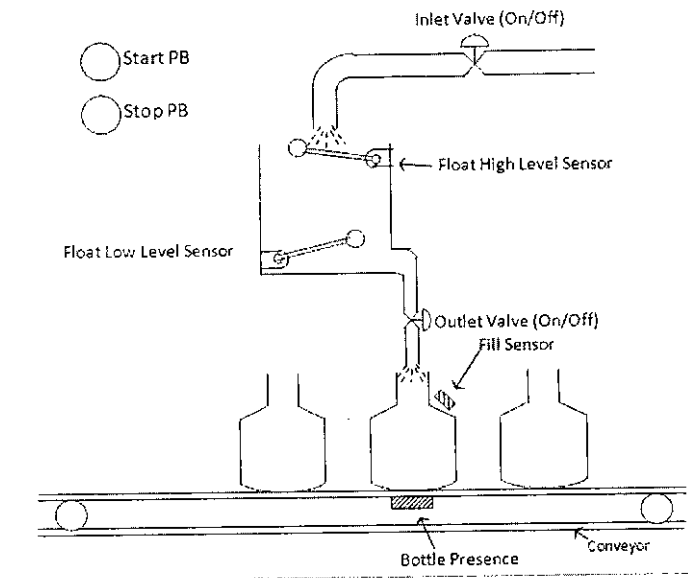 Inlet Valve (On/Off)
Start PB
Stop PB
Float High Level Sensor
Float Low Level Sensor
Outlet Valve (On/Off)
Fill Sensor
Conveyor
Bottle Presence